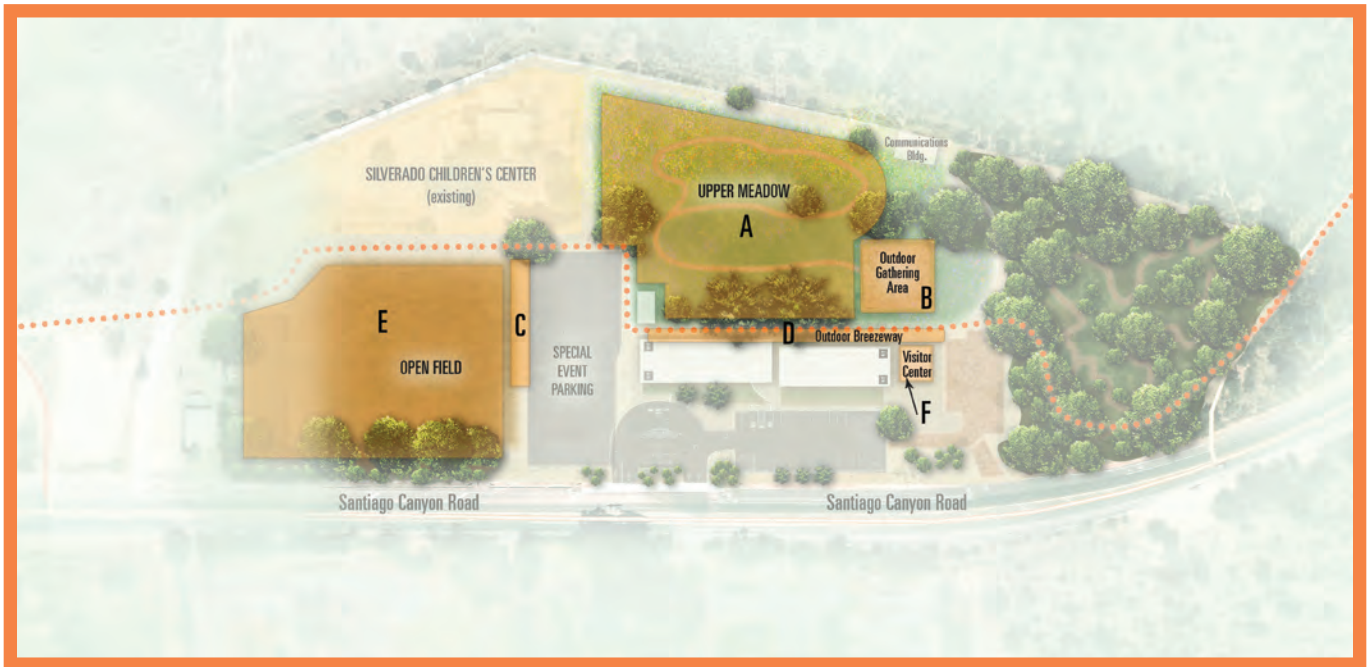 Communications
Bldg.
SILVERADO CHILDREN'S CENTER
(existing)
UPPER MEADOW
A
Outdoor
Gathering
Area
B
E
C
OPEN FIELD
SPECIAL
EVENT
PARKING
D
Outdoor Breezeway
Visitor
Center
F
Santiago Canyon Road
Santiago Canyon Road